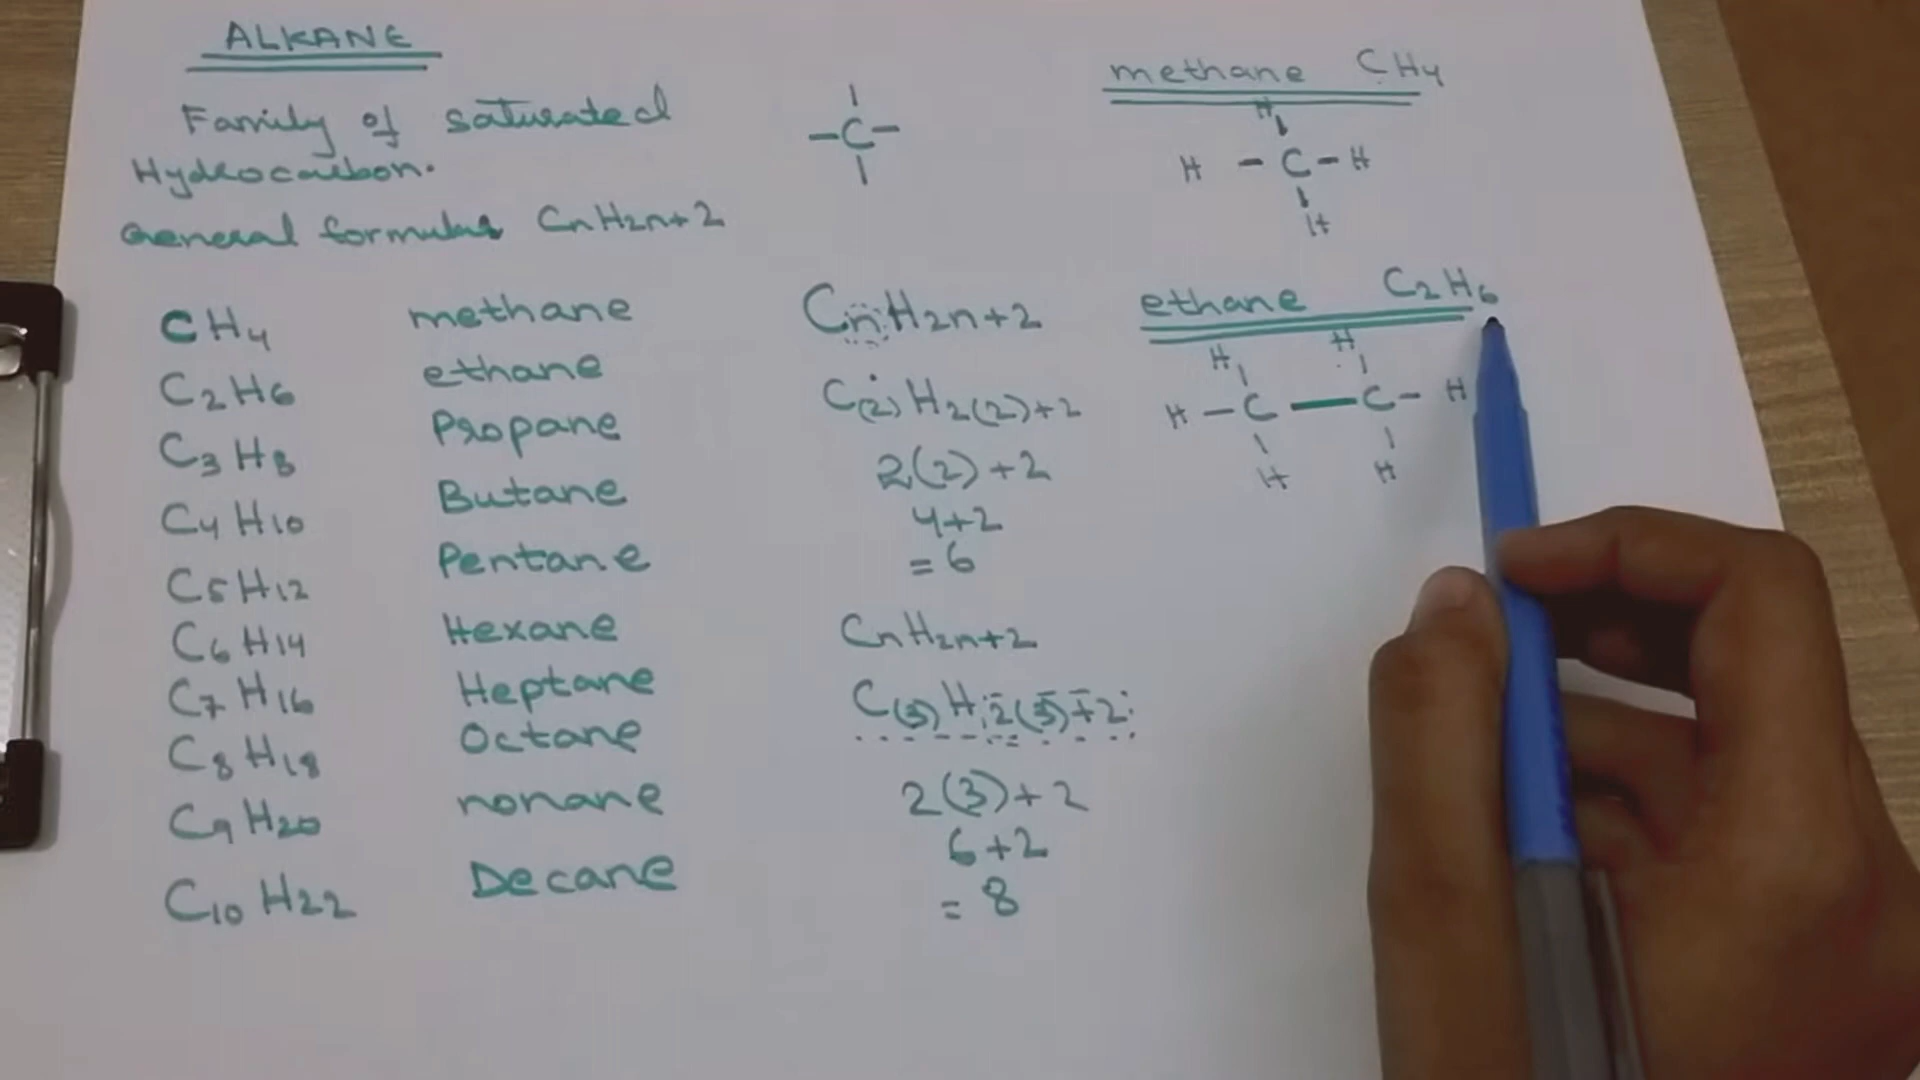 ALKANE
Family of saturated
Hydrocarbon.
General formula CnH2n+2
CH4 methane
C2H6 ethane
C3H8 Propane
C4H10 Butane
C5H12 Pentane
C6H14 Hexane
C7H16 Heptane
C8H18 Octane
C9H20 nonane
C10H22 Decane
C
CnH2n+2
C(2)H2(2)+2
2(2)+2
4+2
=6
CnH2n+2
C(3)H2(3)+2
2(3)+2
6+2
=8
methane CH4
H
H - C - H
H
ethane C2H6
H H
H - C - C - H
H H